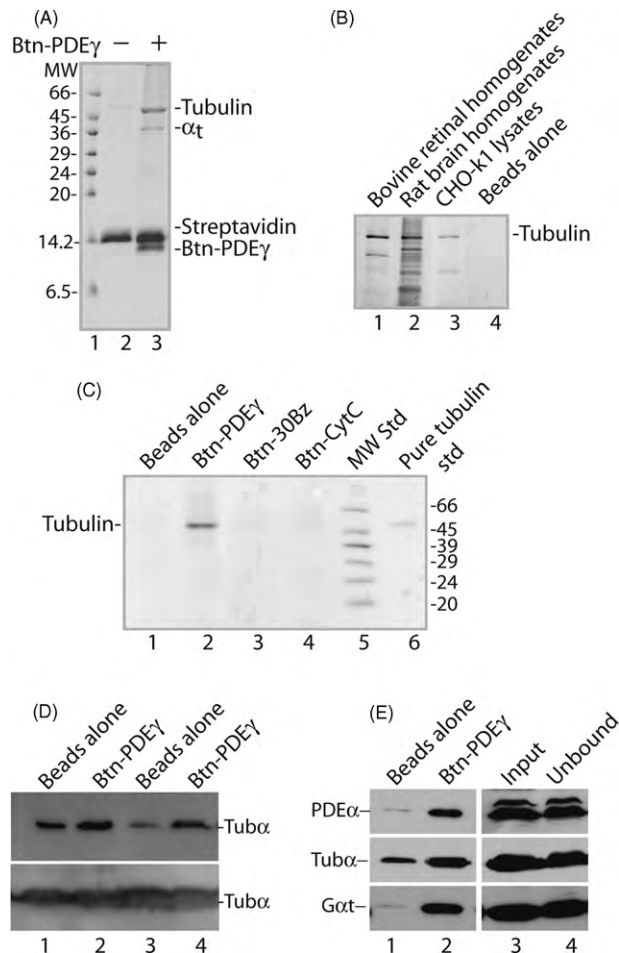 (A)
Btn-PDEγ − +
MW
66-
45-
36-
29-
24-
20-
14.2-
6.5-
-Tubulin
-αt
-Streptavidin
-Btn-PDEγ
1 2 3
(B)
Bovine retinal homogenates
Rat brain homogenates
CHO-k1 lysates
Beads alone
-Tubulin
1 2 3 4
(C)
Beads alone
Btn-PDEγ
Btn-30Bz
Btn-CytC
MW Std
Pure tubulin
std
Tubulin-
-66
-45
-39
-29
-24
-20
1 2 3 4 5 6
(D)
Beads alone
Btn-PDEγ
Beads alone
Btn-PDEγ
-Tubα
-Tubα
1 2 3 4
(E)
Beads alone
Btn-PDEγ
Input
Unbound
PDEα–
Tubα–
Gαt–
1 2 3 4